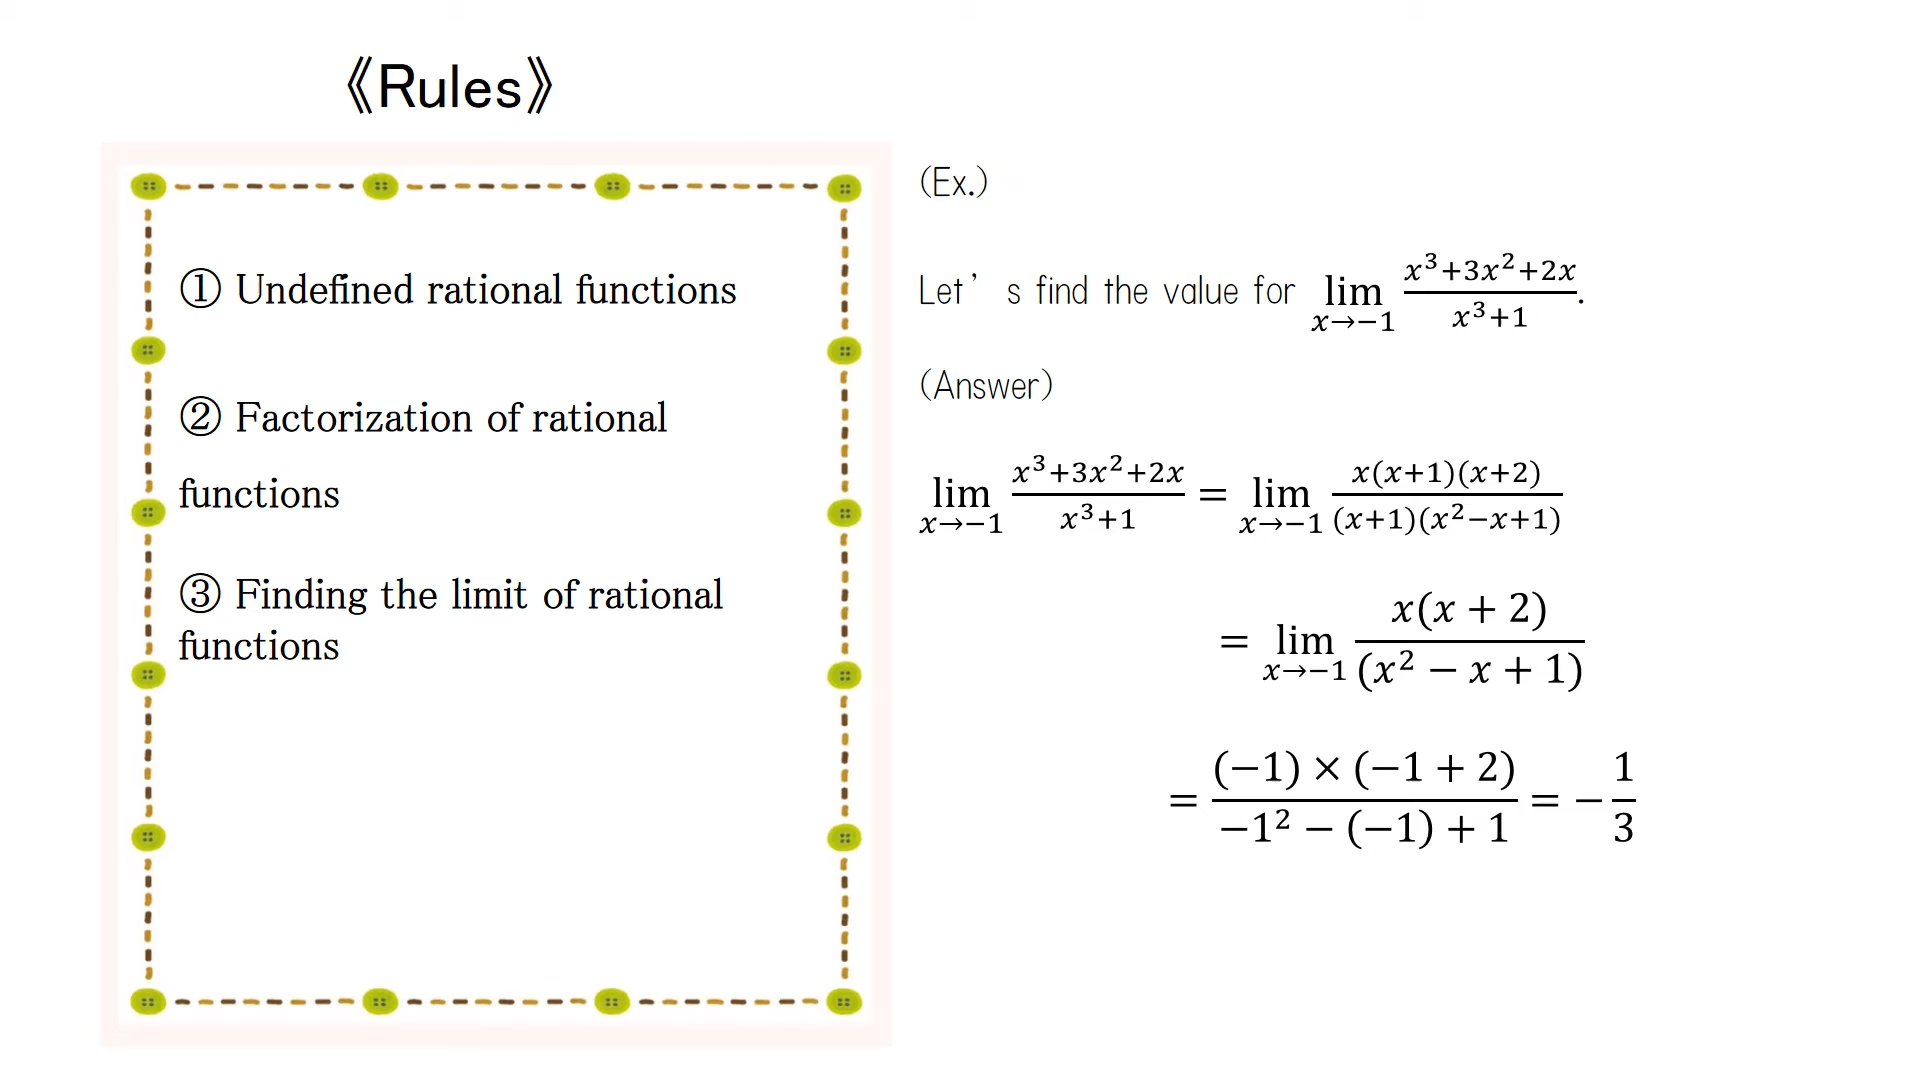 《Rules》
① Undefined rational functions
② Factorization of rational
functions
③ Finding the limit of rational
functions
(Ex.)
Let’s find the value for lim_{x→−1} (x³+3x²+2x)/(x³+1).
(Answer)
lim_{x→−1} (x³+3x²+2x)/(x³+1) = lim_{x→−1} (x(x+1)(x+2))/((x+1)(x²−x+1))
= lim_{x→−1} (x(x + 2))/((x² − x + 1))
= ((−1) × (−1 + 2))/(−1² − (−1) + 1) = −1/3